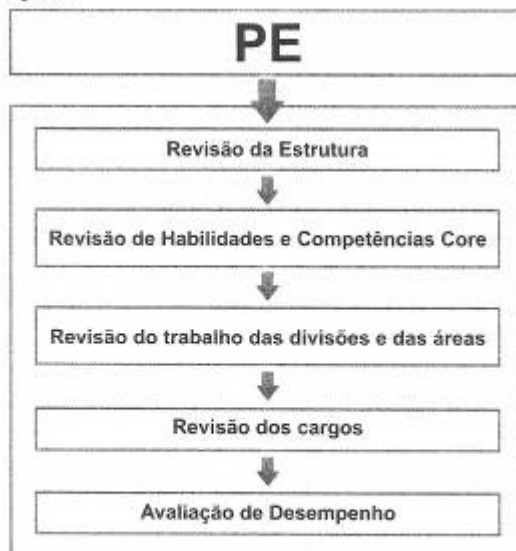 PE
Revisão da Estrutura
Revisão de Habilidades e Competências Core
Revisão do trabalho das divisões e das áreas
Revisão dos cargos
Avaliação de Desempenho